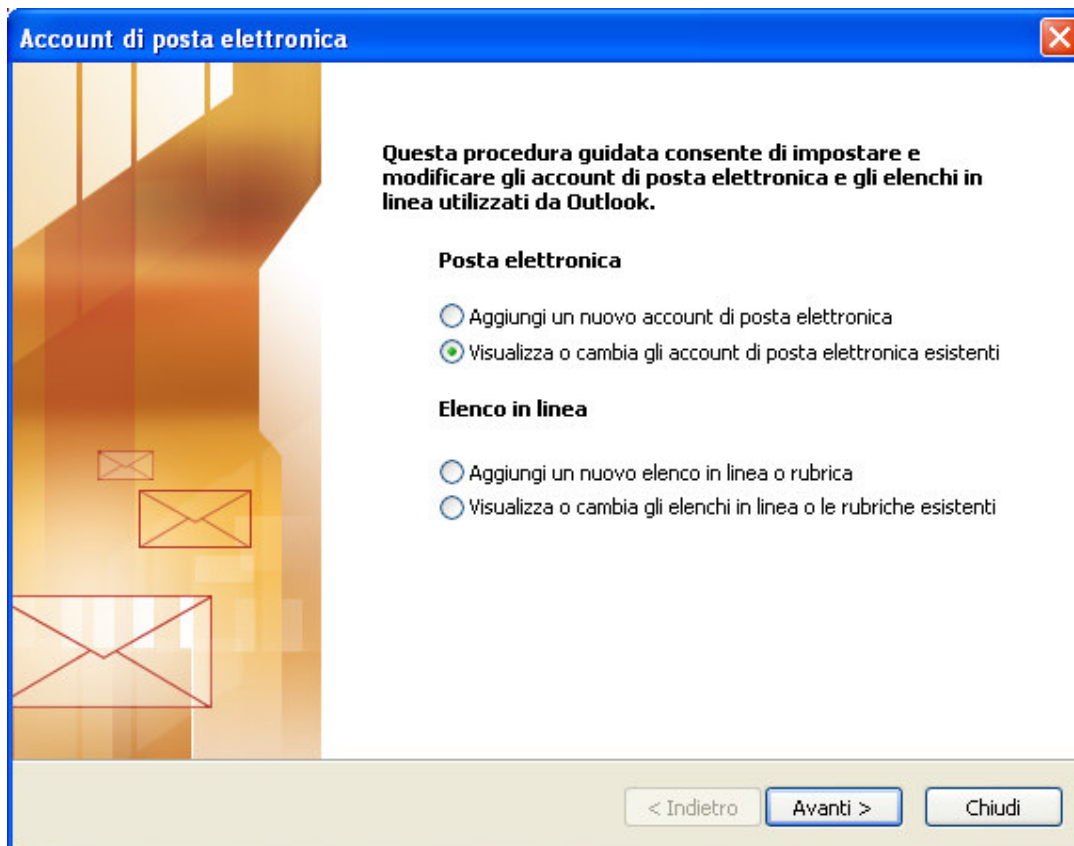 Account di posta elettronica
Questa procedura guidata consente di impostare e
modificare gli account di posta elettronica e gli elenchi in
linea utilizzati da Outlook.
Posta elettronica
Aggiungi un nuovo account di posta elettronica
Visualizza o cambia gli account di posta elettronica esistenti
Elenco in linea
Aggiungi un nuovo elenco in linea o rubrica
Visualizza o cambia gli elenchi in linea o le rubriche esistenti
< Indietro Avanti > Chiudi